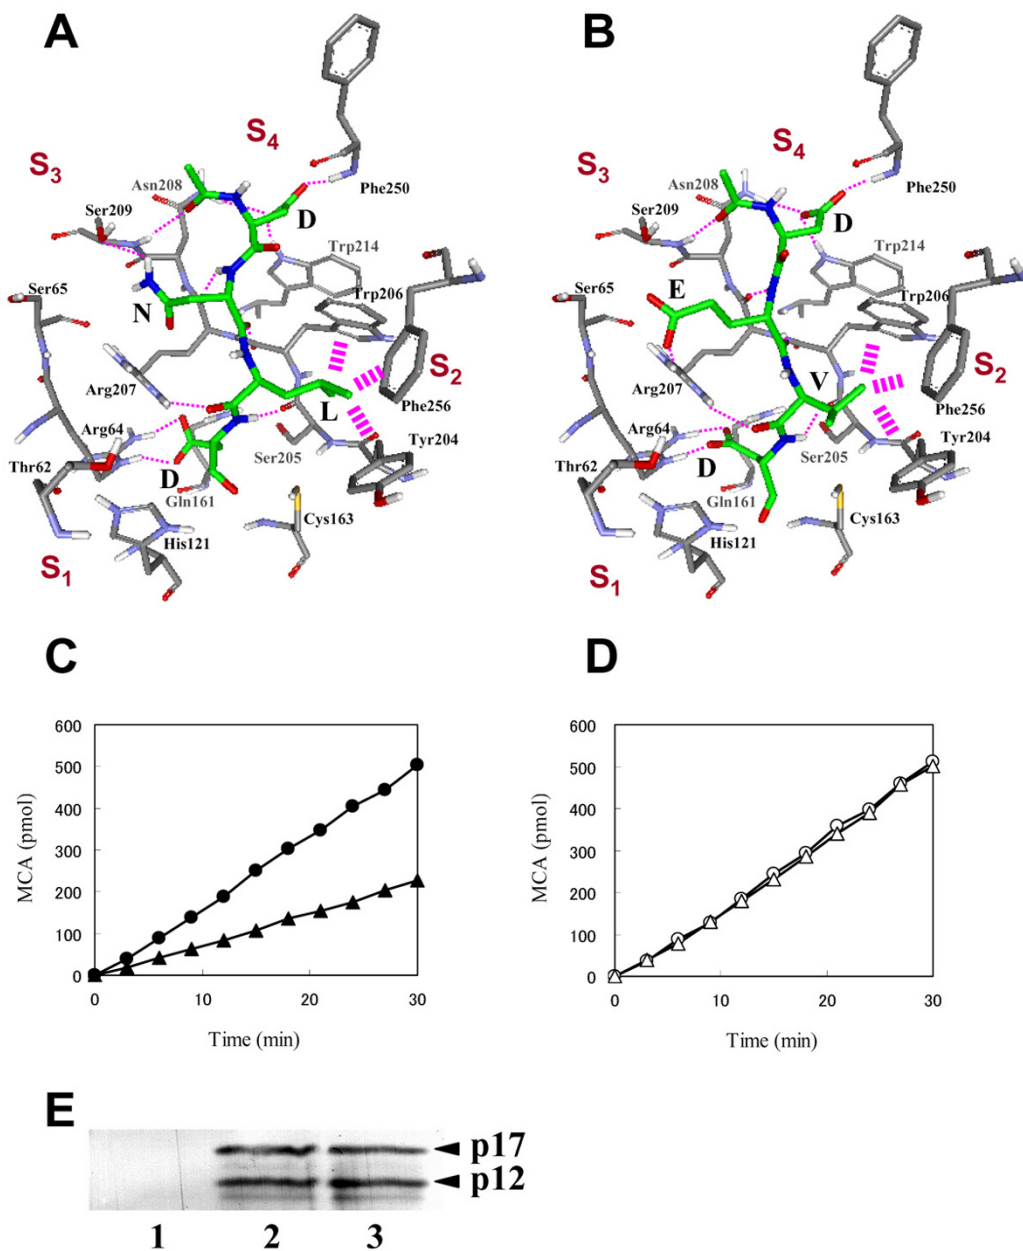 A
B
S4
S3
Asn208
Ser209
D
Phe250
Trp214
Ser65
N
Trp206
S2
Arg207
L
Phe256
Arg64
Tyr204
Thr62
D
Ser205
Gln161
Cys163
His121
S1
S4
S3
Asn208
Ser209
D
Phe250
Trp214
Ser65
E
Trp206
S2
Arg207
V
Phe256
Arg64
Tyr204
Thr62
D
Ser205
Gln161
Cys163
His121
S1
C
600
500
400
300
200
100
0
MCA (pmol)
0 10 20 30
Time (min)
D
600
500
400
300
200
100
0
MCA (pmol)
0 10 20 30
Time (min)
E
p17
p12
1 2 3